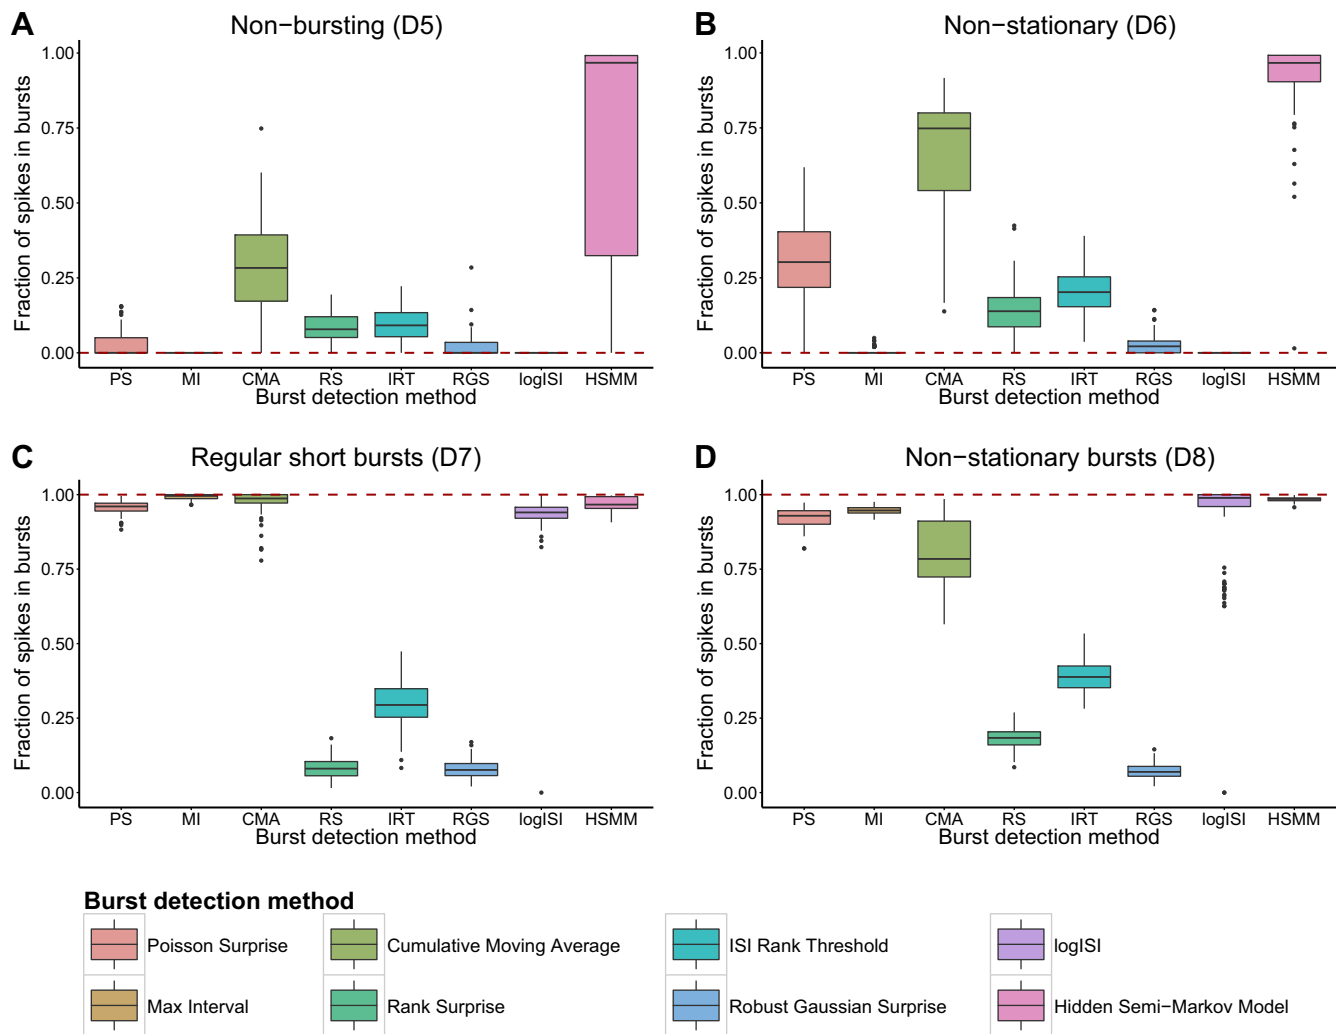 A
Non−bursting (D5)
Fraction of spikes in bursts
1.00
0.75
0.50
0.25
0.00
PS MI CMA RS IRT RGS logISI HSMM
Burst detection method
B
Non−stationary (D6)
Fraction of spikes in bursts
1.00
0.75
0.50
0.25
0.00
PS MI CMA RS IRT RGS logISI HSMM
Burst detection method
C
Regular short bursts (D7)
Fraction of spikes in bursts
1.00
0.75
0.50
0.25
0.00
PS MI CMA RS IRT RGS logISI HSMM
Burst detection method
D
Non−stationary bursts (D8)
Fraction of spikes in bursts
1.00
0.75
0.50
0.25
0.00
PS MI CMA RS IRT RGS logISI HSMM
Burst detection method
Burst detection method
Poisson Surprise
Cumulative Moving Average
ISI Rank Threshold
logISI
Max Interval
Rank Surprise
Robust Gaussian Surprise
Hidden Semi-Markov Model